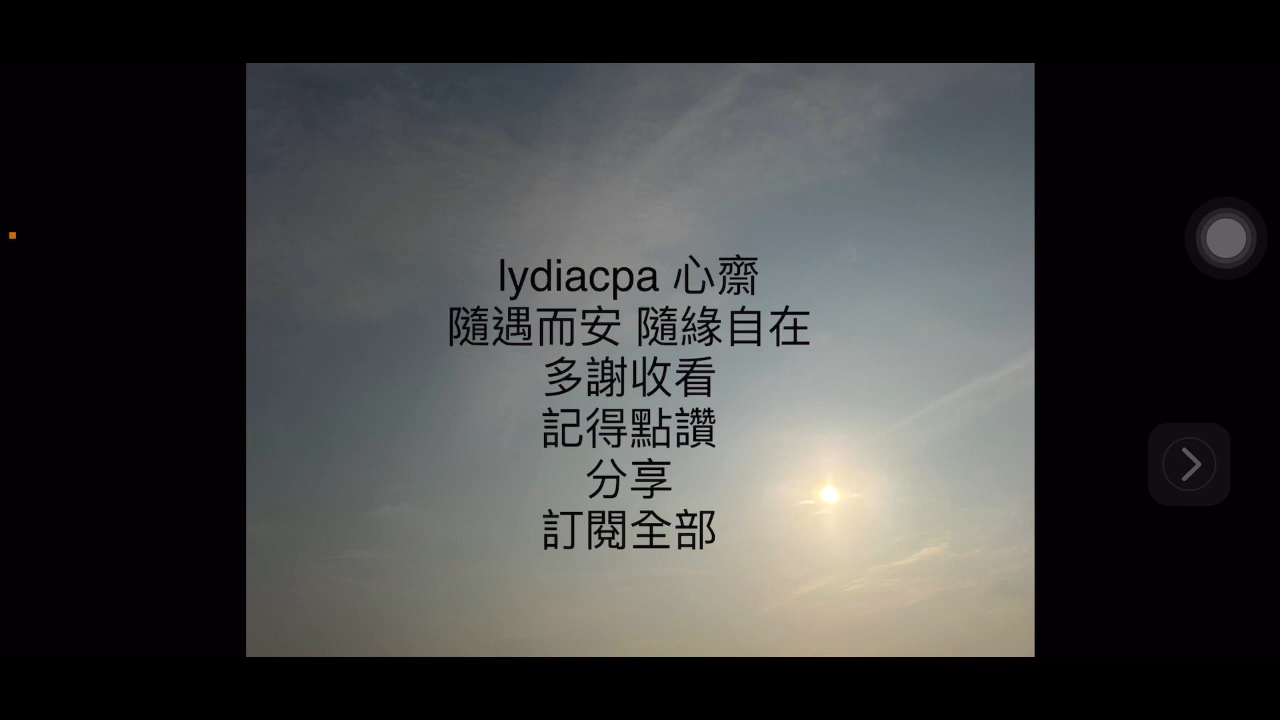 lydiacpa 心齋
隨遇而安 隨緣自在
多謝收看
記得點讚
分享
訂閱全部